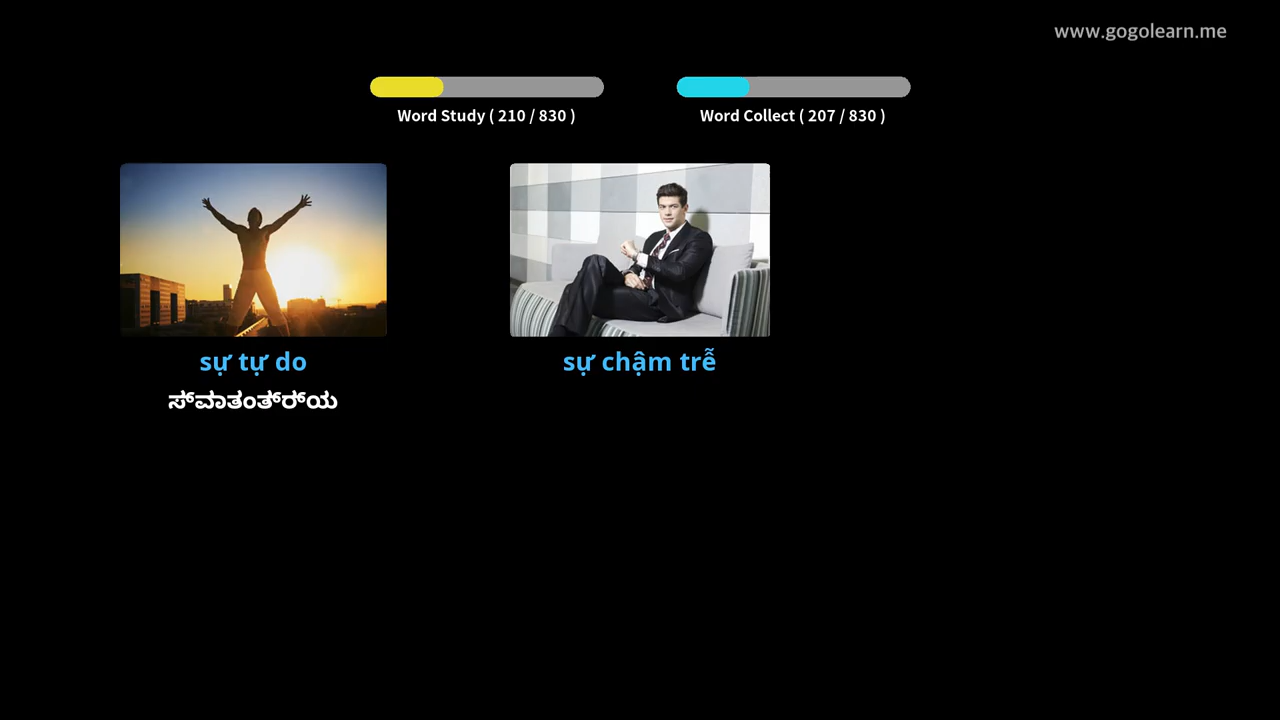 www.gogolearn.me
Word Study ( 210 / 830 )
Word Collect ( 207 / 830 )
sự tự do
sự chậm trễ
ಸ್‌ವಾತಂತ್‌ರ್‌ಯ